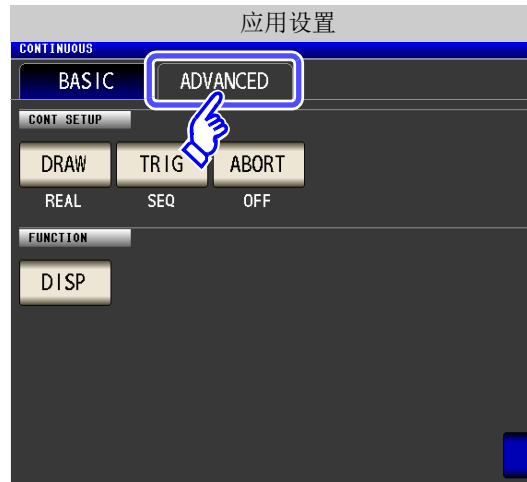 应用设置
CONTINUOUS
BASIC ADVANCED
CONT SETUP
DRAW TRIG ABORT
REAL SEQ OFF
FUNCTION
DISP